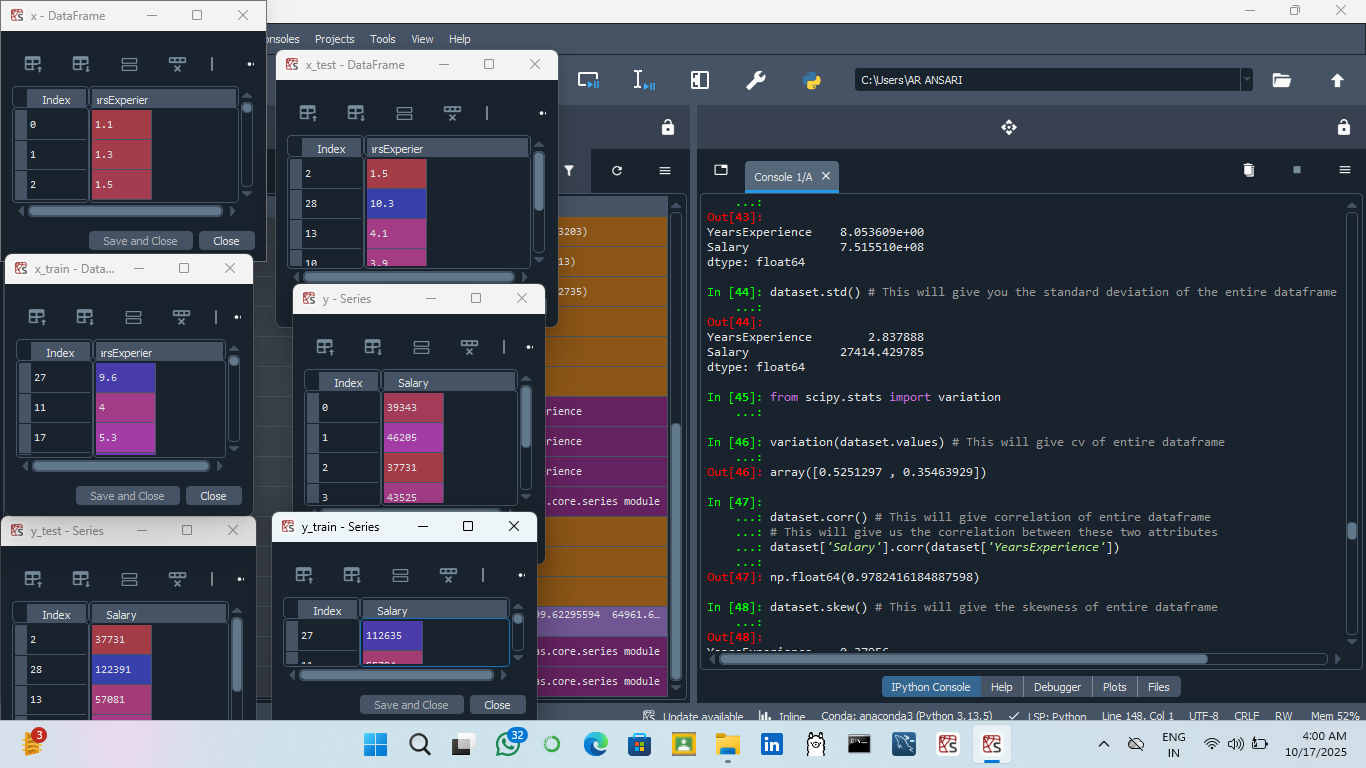 x - DataFrame
Index
arsExperier
0
1.1
1
1.3
2
1.5
Save and Close
Close
x_train - Data...
Index
arsExperier
27
9.6
11
4
17
5.3
Save and Close
Close
y_test - Series
Index
Salary
2
37731
28
122391
13
57081
x_test - DataFrame
Index
arsExperier
2
1.5
28
10.3
13
4.1
10
3.9
y - Series
Index
Salary
0
39343
1
46205
2
37731
3
43525
y_train - Series
Index
Salary
27
112635
Save and Close
Close
onsoles Projects Tools View Help
C:\Users\AR ANSARI
3203)
13)
2735)
erience
erience
erience
s.core.series module
99.62295594 64961.6…
as.core.series module
as.core.series module
Console 1/A
...:
Out[43]:
YearsExperience 8.053609e+00
Salary 7.515510e+08
dtype: float64
In [44]: dataset.std() # This will give you the standard deviation of the entire dataframe
...:
Out[44]:
YearsExperience 2.837888
Salary 27414.429785
dtype: float64
In [45]: from scipy.stats import variation
...:
In [46]: variation(dataset.values) # This will give cv of entire dataframe
...:
Out[46]: array([0.5251297 , 0.35463929])
In [47]:
...: dataset.corr() # This will give correlation of entire dataframe
...: # This will give us the correlation between these two attributes
...: dataset['Salary'].corr(dataset['YearsExperience'])
...:
Out[47]: np.float64(0.9782416184887598)
In [48]: dataset.skew() # This will give the skewness of entire dataframe
...:
Out[48]:
YearsExperience 0.37956
IPython Console Help Debugger Plots Files
Update available Inline Conda: anaconda3 (Python 3.13.5) LSP: Python Line 148, Col 1 UTF-8 CRLF RW Mem 52%
3
32
ENG
IN
4:00 AM
10/17/2025